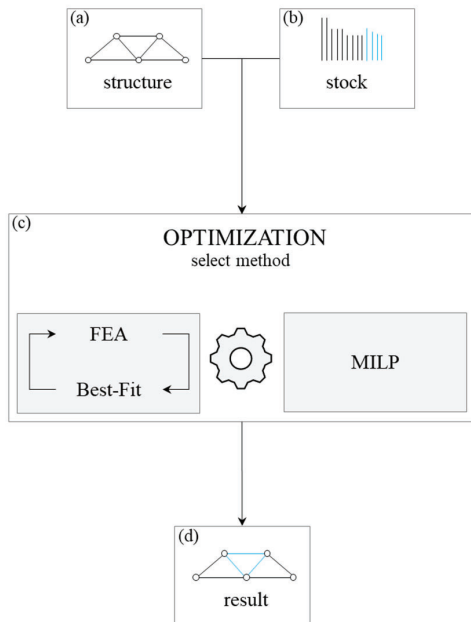 (a)
structure
(b)
stock
(c)
OPTIMIZATION
select method
FEA
Best-Fit
MILP
(d)
result